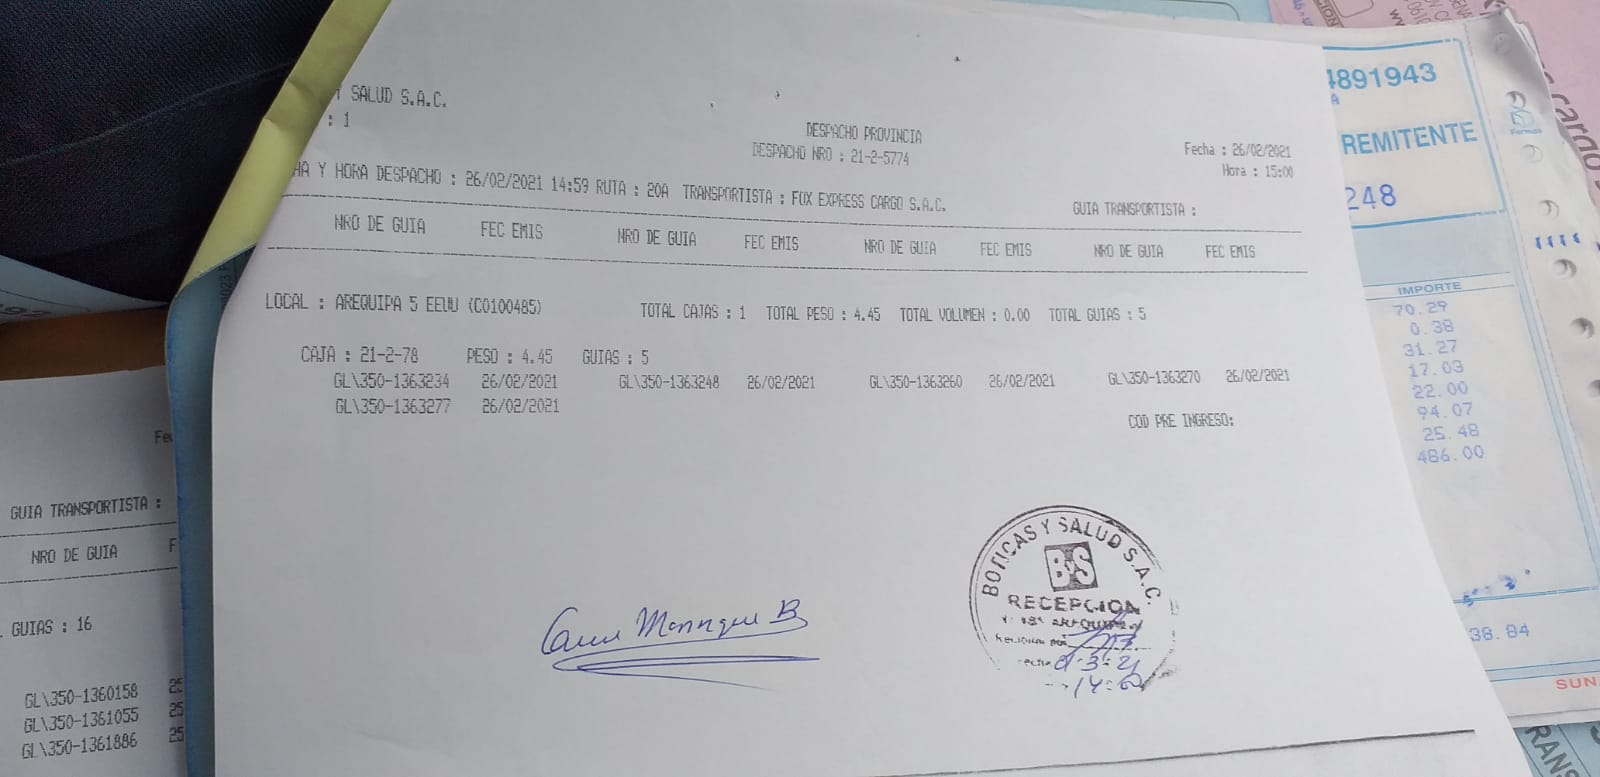 Y SALUD S.A.C.
: 1
DESPACHO PROVINCIA
DESPACHO NRO : 21-2-5774
Fecha : 26/02/2021
Hora : 15:00
HA Y HORA DESPACHO : 26/02/2021 14:59 RUTA : 20A TRANSPORTISTA : FOX EXPRESS CARGO S.A.C.
GUIA TRANSPORTISTA :
NRO DE GUIA FEC EMIS NRO DE GUIA FEC EMIS NRO DE GUIA FEC EMIS NRO DE GUIA FEC EMIS
LOCAL : AREQUIPA 5 EEUU (C0100485) TOTAL CAJAS : 1 TOTAL PESO : 4.45 TOTAL VOLUMEN : 0.00 TOTAL GUIAS : 5
CAJA : 21-2-78 PESO : 4.45 GUIAS : 5
GL\350-1363234 26/02/2021 GL\350-1363248 26/02/2021 GL\350-1363260 26/02/2021 GL\350-1363270 26/02/2021
GL\350-1363277 26/02/2021
COD PRE INGRESO:
BOTICAS Y SALUD S.A.C.
B&S
RECEPCION
14:00
4891943
REMITENTE
248
IMPORTE
70.29
0.38
31.27
17.03
22.00
94.07
25.48
486.00
38.84
SUN
cargo
GUIA TRANSPORTISTA :
NRO DE GUIA F
GUIAS : 16
GL\350-1360158 25
GL\350-1361055 25
GL\350-1361886 25